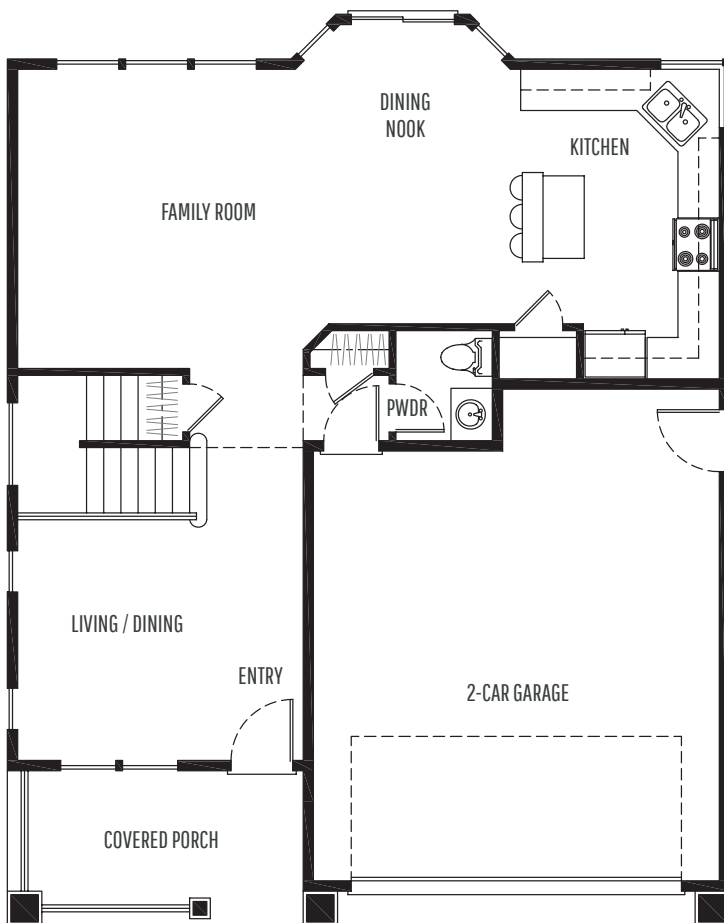 DINING
NOOK
KITCHEN
FAMILY ROOM
PWDR
LIVING / DINING
ENTRY
2-CAR GARAGE
COVERED PORCH